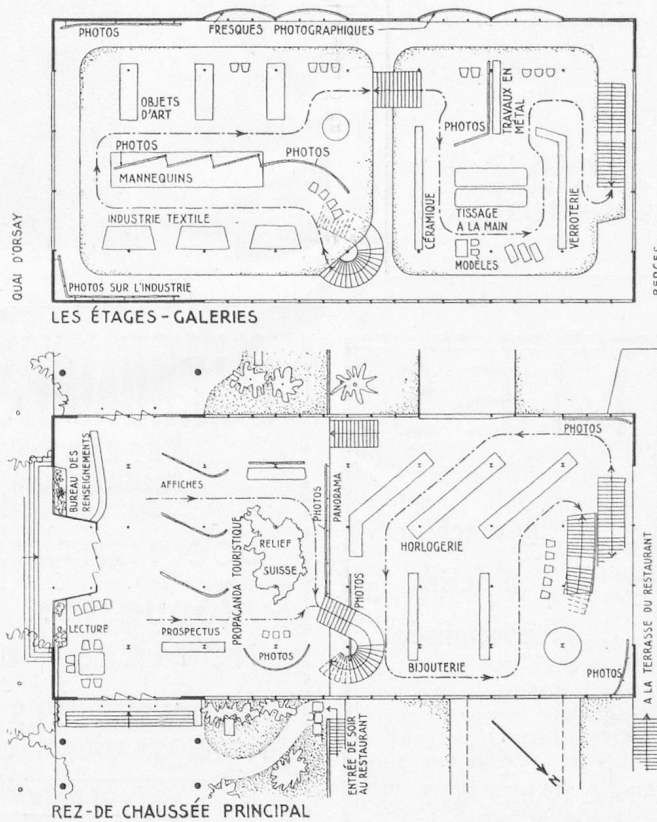 PHOTOS
FRESQUES PHOTOGRAPHIQUES
OBJETS
D'ART
TRAVAUX EN
MÉTAL
PHOTOS
PHOTOS
PHOTOS
MANNEQUINS
CÉRAMIQUE
TISSAGE
À LA MAIN
VERROTERIE
INDUSTRIE TEXTILE
MODÈLES
QUAI D'ORSAY
BERGES
PHOTOS SUR L'INDUSTRIE
LES ÉTAGES-GALERIES
BUREAU DES
RENSEIGNEMENTS
AFFICHES
PHOTOS
PANORAMA
PHOTOS
HORLOGERIE
PROPAGANDA TOURISTIQUE
RELIEF
SUISSE
PHOTOS
LECTURE
PROSPECTUS
PHOTOS
BIJOUTERIE
PHOTOS
A LA TERRASSE DU RESTAURANT
ENTRÉE DE SOIR
AU RESTAURANT
N
REZ-DE CHAUSSÉE PRINCIPAL